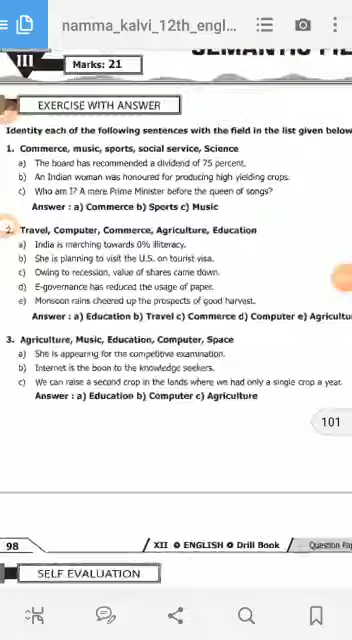 namma_kalvi_12th_engl...
III
Marks: 21
EXERCISE WITH ANSWER
Identity each of the following sentences with the field in the list given below
1. Commerce, music, sports, social service, Science
a) The board has recommended a dividend of 75 percent.
b) An Indian woman was honoured for producing high yielding crops.
c) Who am I? A mere Prime Minister before the queen of songs?
Answer : a) Commerce b) Sports c) Music
2. Travel, Computer, Commerce, Agriculture, Education
a) India is marching towards 0% illiteracy.
b) She is planning to visit the U.S. on tourist visa.
c) Owing to recession, value of shares came down.
d) E-governance has reduced the usage of paper.
e) Monsoon rains cheered up the prospects of good harvest.
Answer : a) Education b) Travel c) Commerce d) Computer e) Agricultu
3. Agriculture, Music, Education, Computer, Space
a) She is appearing for the competitive examination.
b) Internet is the boon to the knowledge seekers.
c) We can raise a second crop in the lands where we had only a single crop a year.
Answer : a) Education b) Computer c) Agriculture
101
98
XII ✪ ENGLISH ✪ Drill Book
Question Pa
SELF EVALUATION